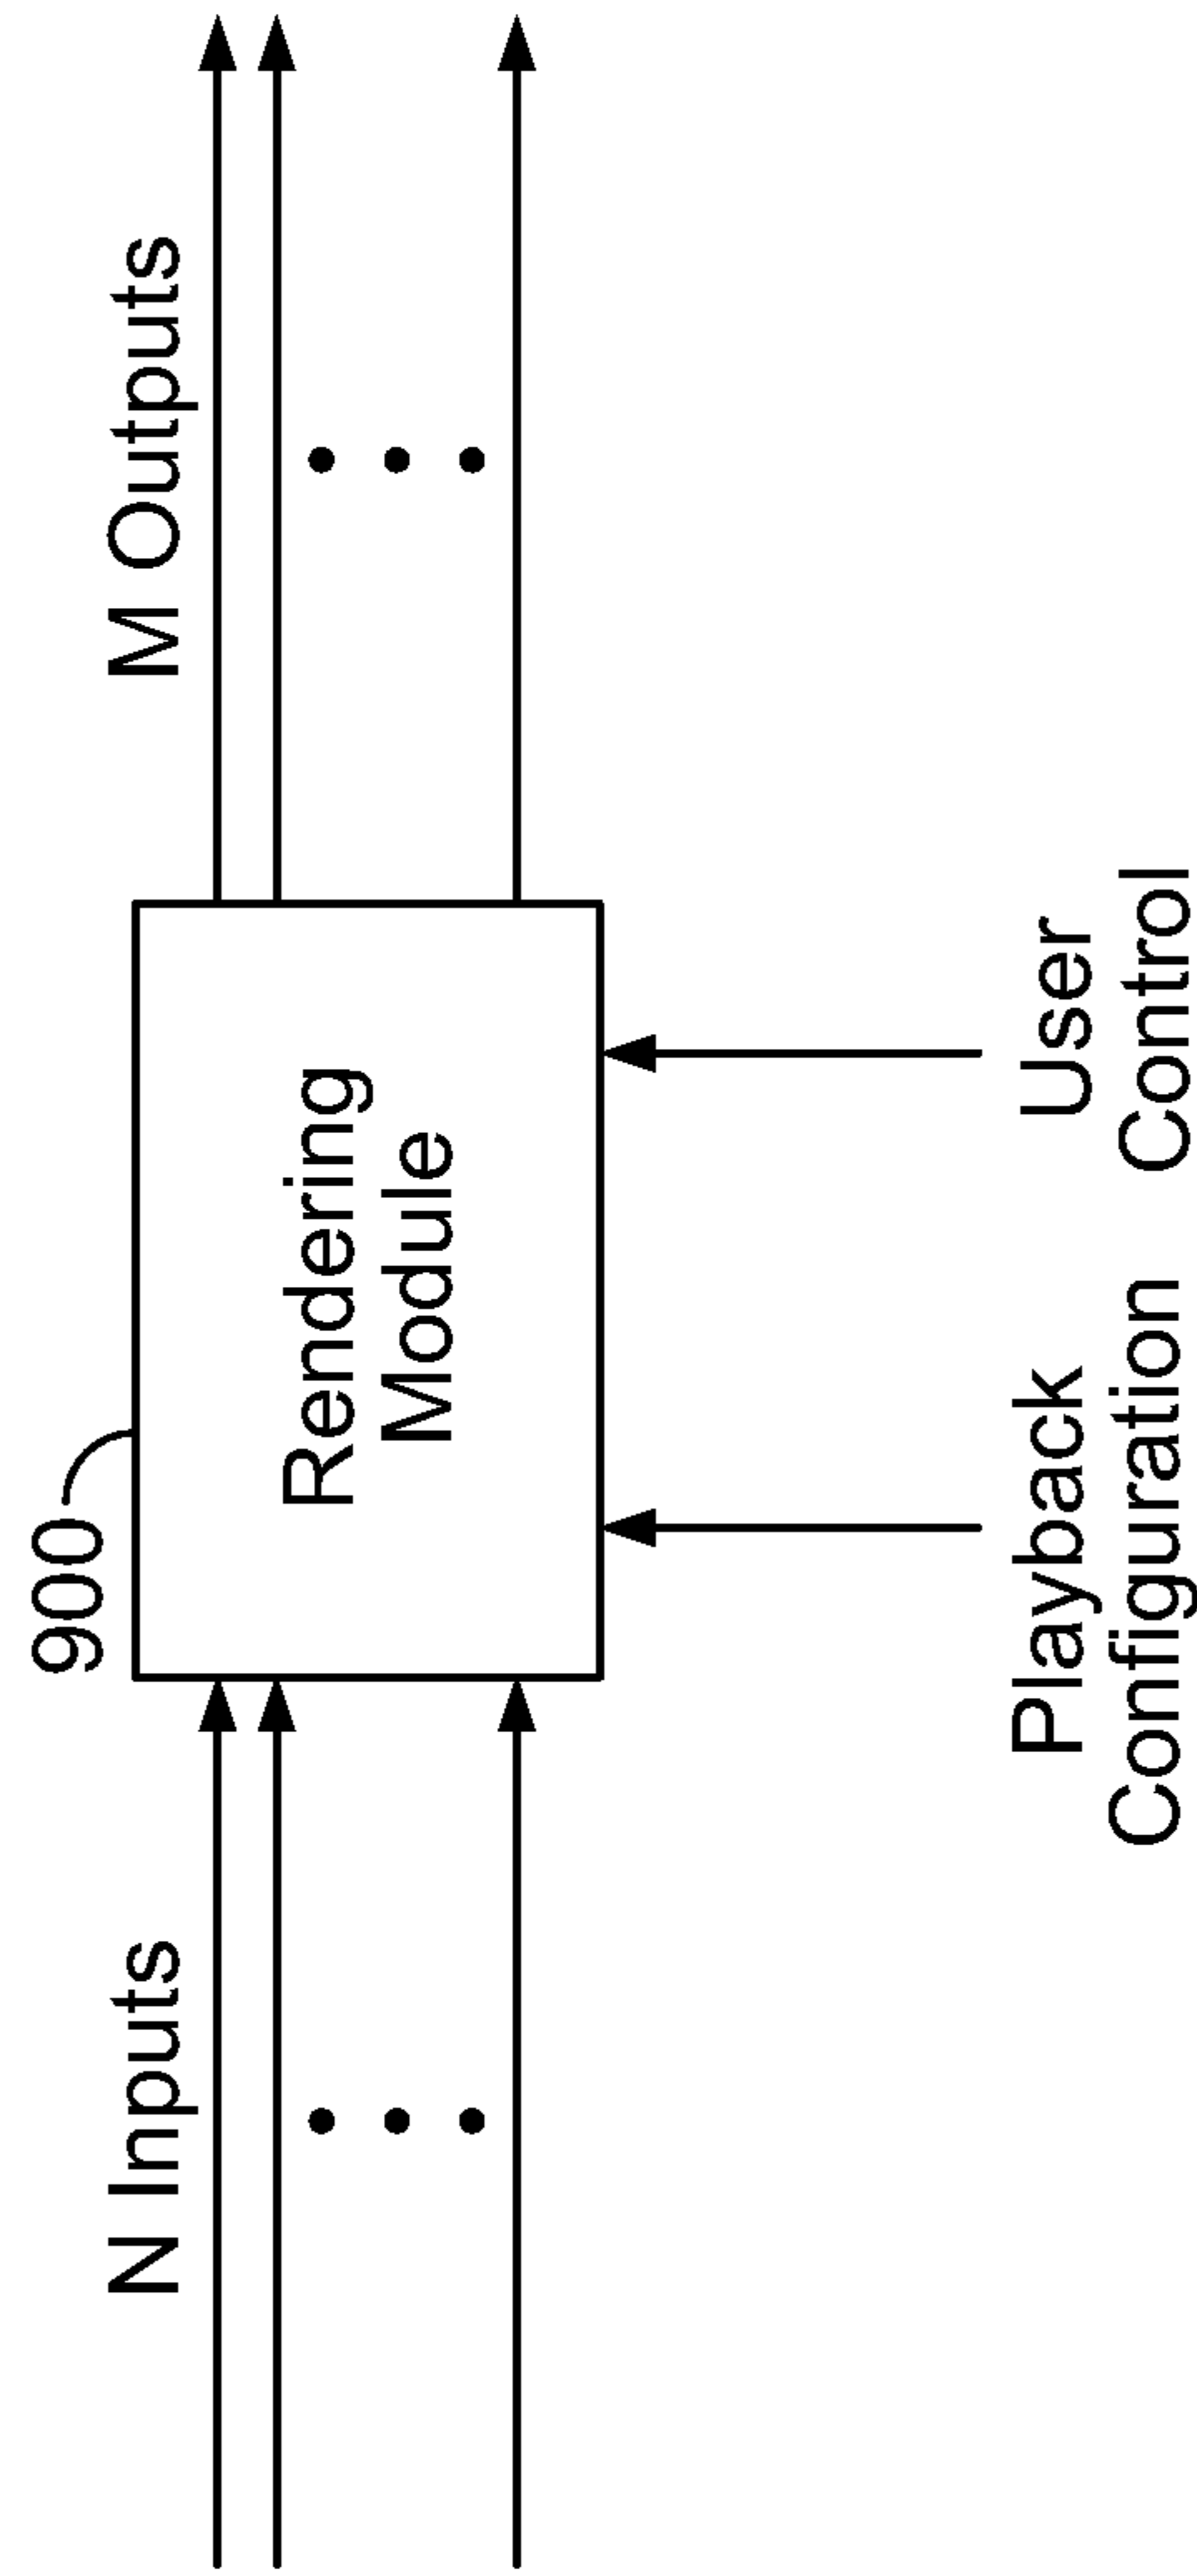 900
N Inputs
M Outputs
Rendering
Module
Playback
Configuration
User
Control